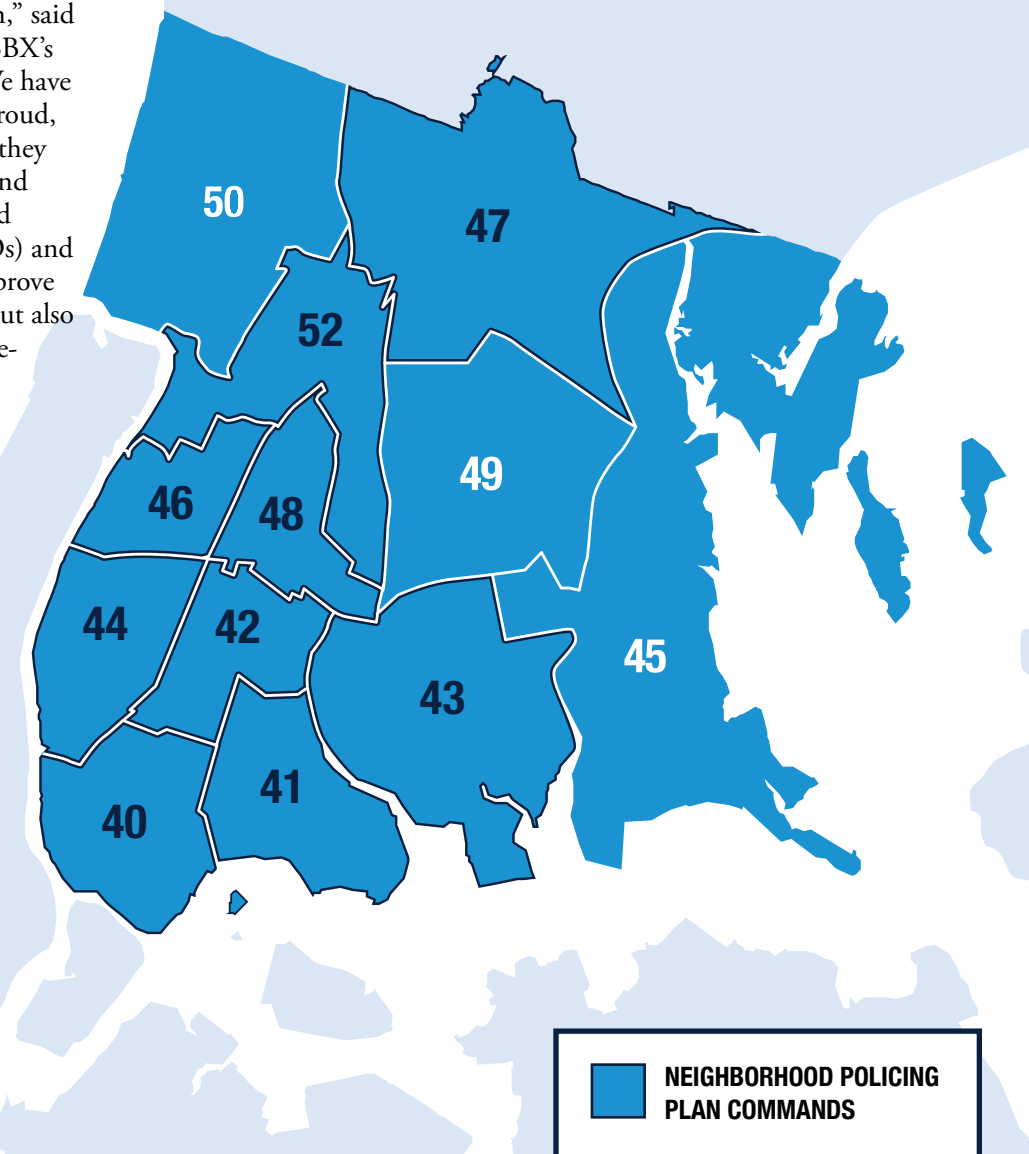 n,” said
BX’s
e have
roud,
they
nd
d
s) and
prove
ut also
e-
50
47
52
49
46
48
44
42
45
43
41
40
NEIGHBORHOOD POLICING
PLAN COMMANDS